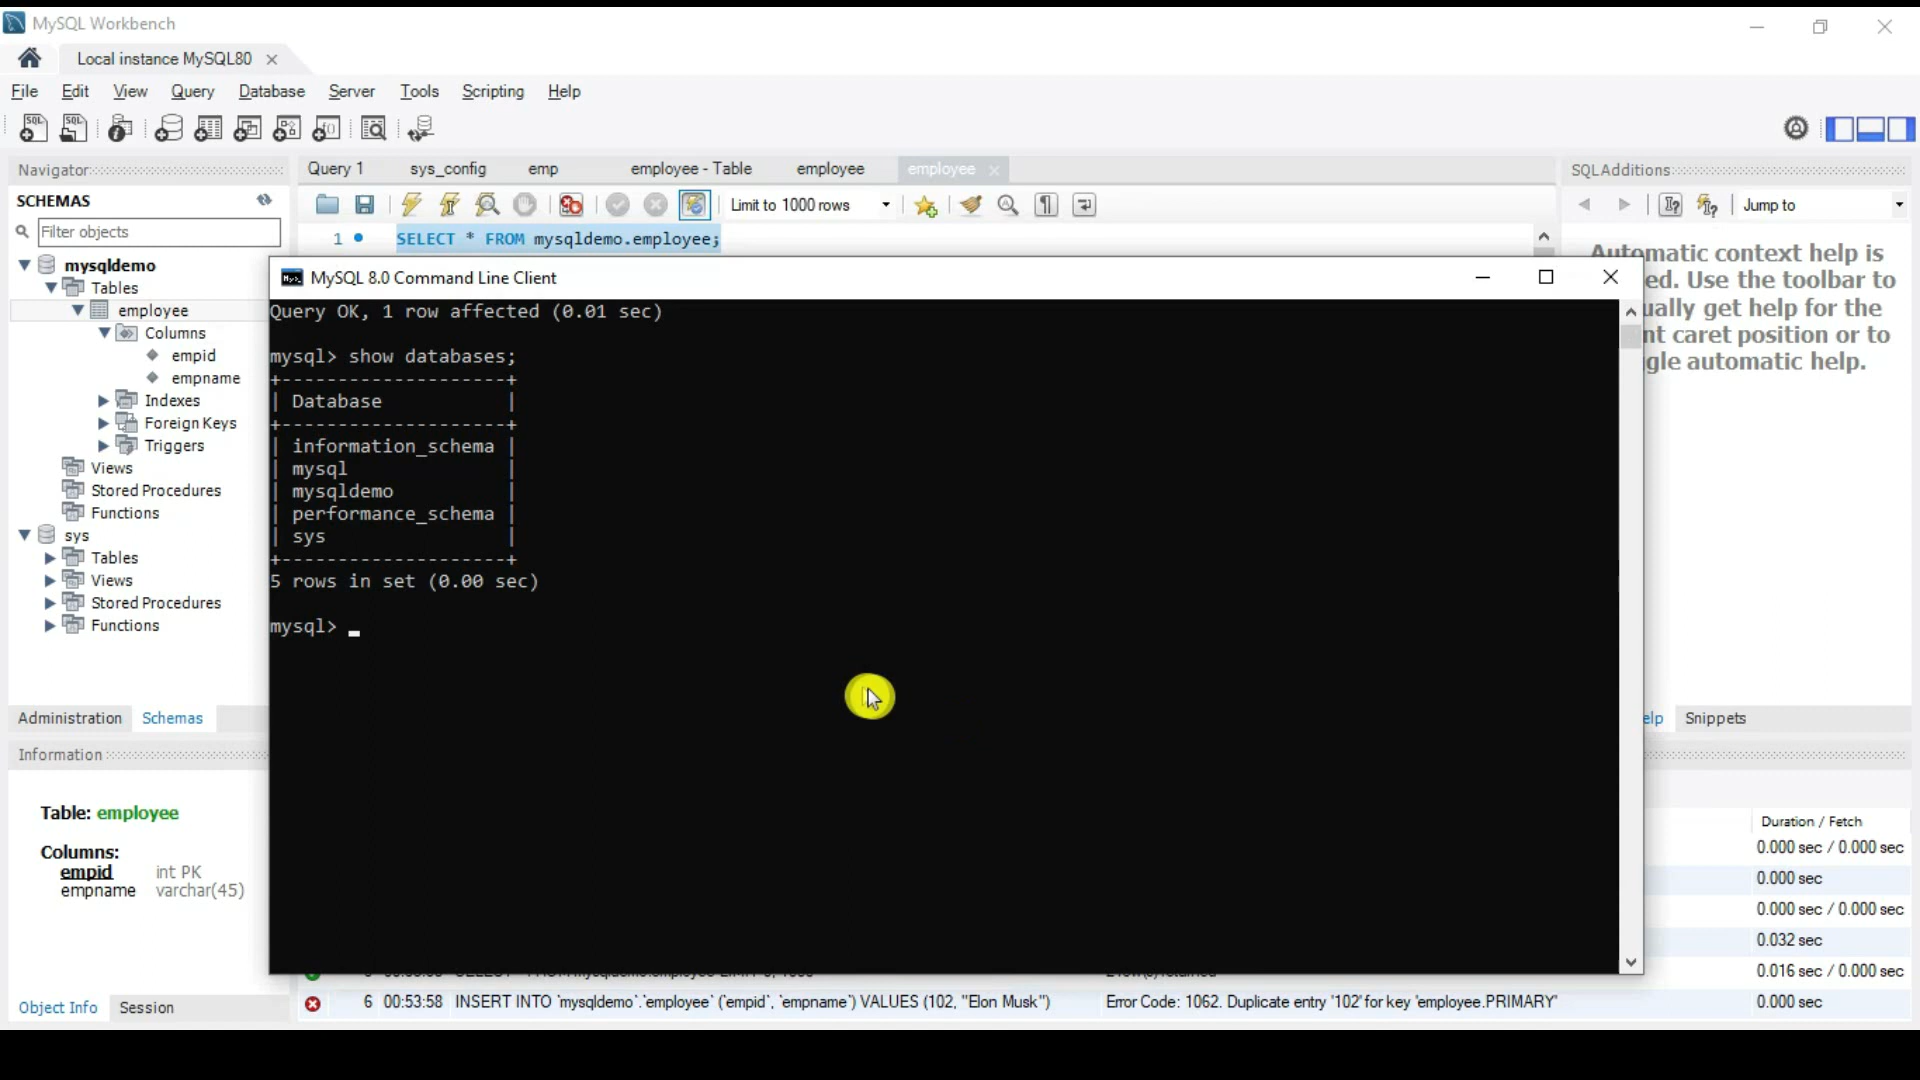 MySQL Workbench
Local instance MySQL80
File Edit View Query Database Server Tools Scripting Help
Navigator
SCHEMAS
Filter objects
mysqldemo
Tables
employee
Columns
empid
empname
Indexes
Foreign Keys
Triggers
Views
Stored Procedures
Functions
sys
Tables
Views
Stored Procedures
Functions
Administration Schemas
Information
Table: employee
Columns:
empid int PK
empname varchar(45)
Object Info Session
Query 1 sys_config emp employee - Table employee employee
Limit to 1000 rows
1 SELECT * FROM mysqldemo.employee;
MySQL 8.0 Command Line Client
Query OK, 1 row affected (0.01 sec)
mysql> show databases;
+--------------------+
| Database |
+--------------------+
| information_schema |
| mysql |
| mysqldemo |
| performance_schema |
| sys |
+--------------------+
5 rows in set (0.00 sec)
mysql>
SQLAdditions
Jump to
Automatic context help is
ed. Use the toolbar to
ually get help for the
nt caret position or to
gle automatic help.
elp Snippets
Duration / Fetch
0.000 sec / 0.000 sec
0.000 sec
0.000 sec / 0.000 sec
0.032 sec
0.016 sec / 0.000 sec
6 00:53:58 INSERT INTO `mysqldemo`.`employee` (`empid`, `empname`) VALUES (102, "Elon Musk") Error Code: 1062. Duplicate entry '102' for key 'employee.PRIMARY' 0.000 sec